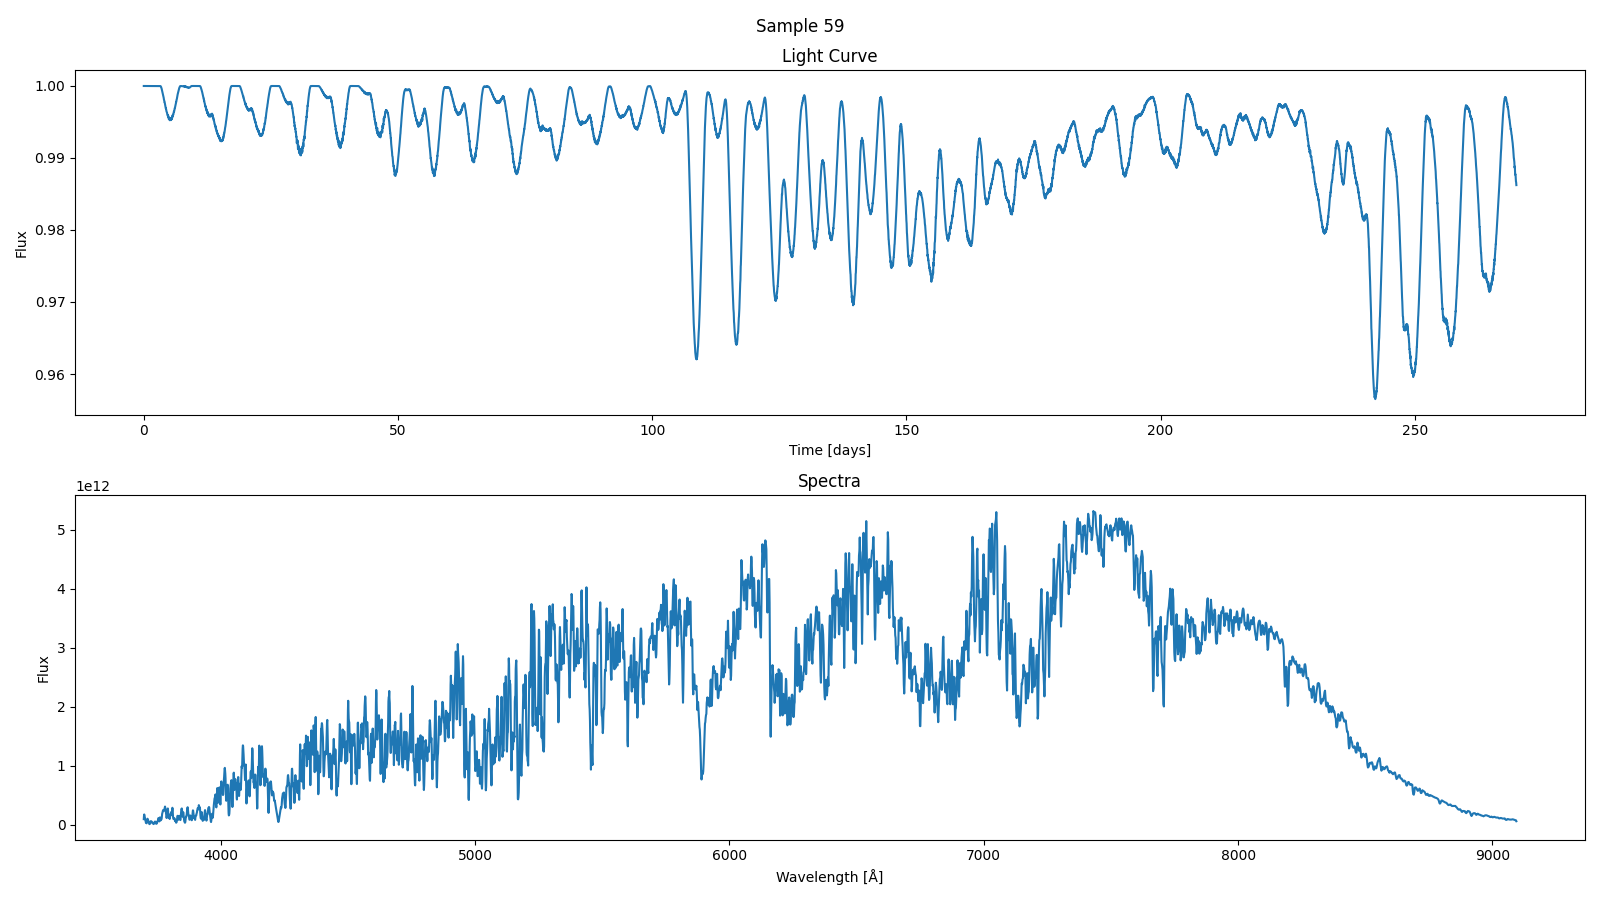 Sample 59
Light Curve
1.00
0.99
0.98
0.97
0.96
Flux
0 50 100 150 200 250
Time [days]
Spectra
1e12
5
4
3
2
1
0
Flux
4000 5000 6000 7000 8000 9000
Wavelength [Å]